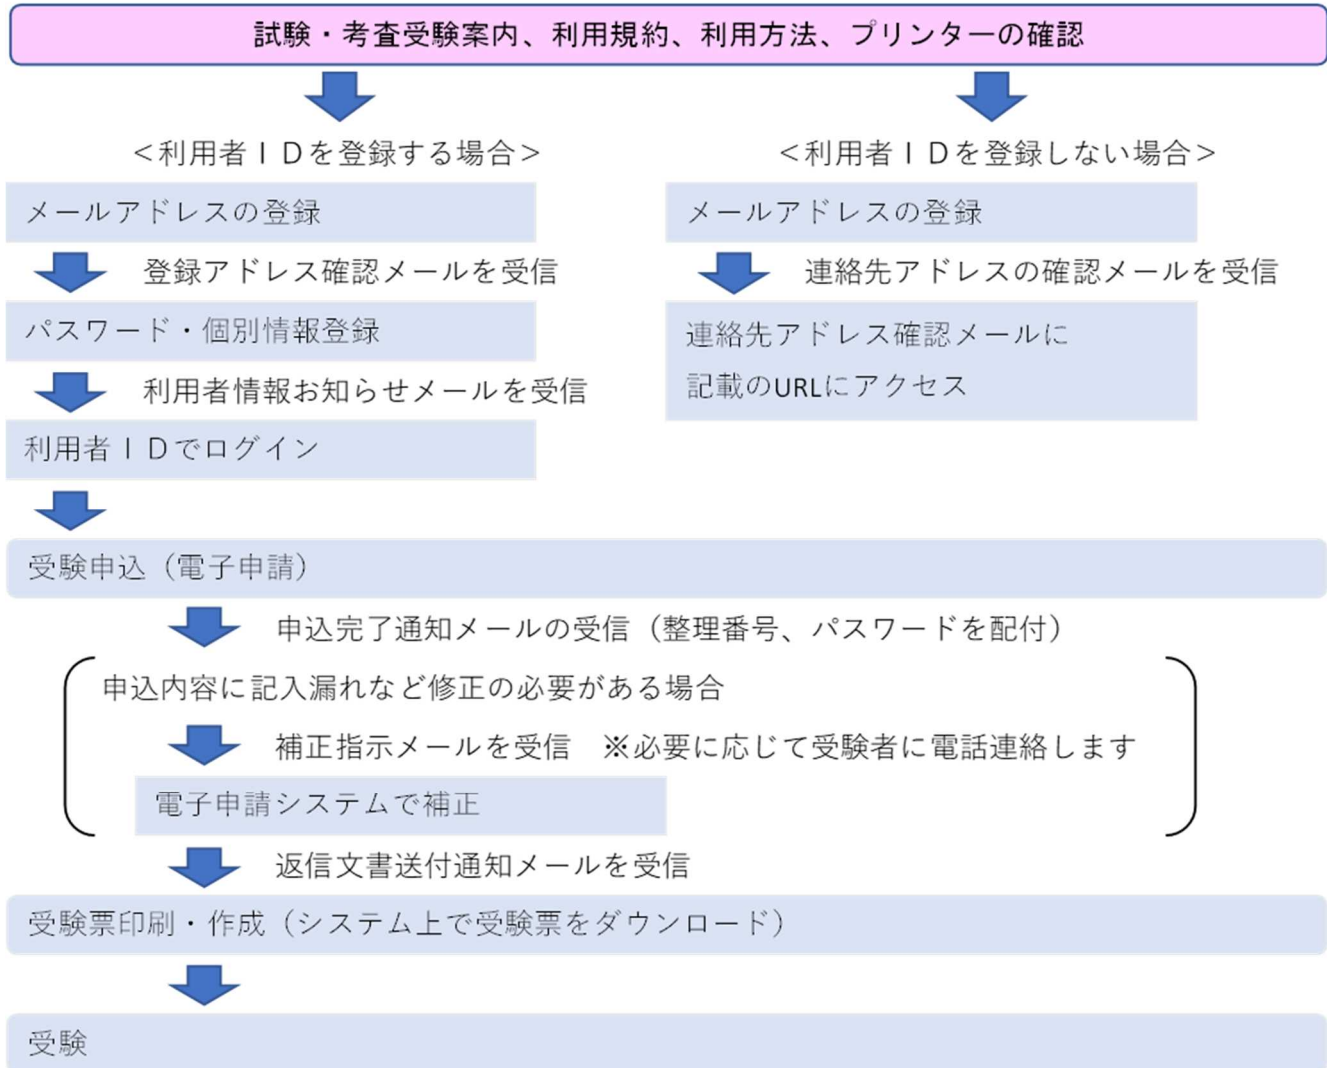 試験・考査受験案内、利用規約、利用方法、プリンターの確認
＜利用者ＩＤを登録する場合＞
メールアドレスの登録
登録アドレス確認メールを受信
パスワード・個別情報登録
利用者情報お知らせメールを受信
利用者ＩＤでログイン
＜利用者ＩＤを登録しない場合＞
メールアドレスの登録
連絡先アドレスの確認メールを受信
連絡先アドレス確認メールに
記載のURLにアクセス
受験申込（電子申請）
申込完了通知メールの受信（整理番号、パスワードを配付）
申込内容に記入漏れなど修正の必要がある場合
補正指示メールを受信　※必要に応じて受験者に電話連絡します
電子申請システムで補正
返信文書送付通知メールを受信
受験票印刷・作成（システム上で受験票をダウンロード）
受験